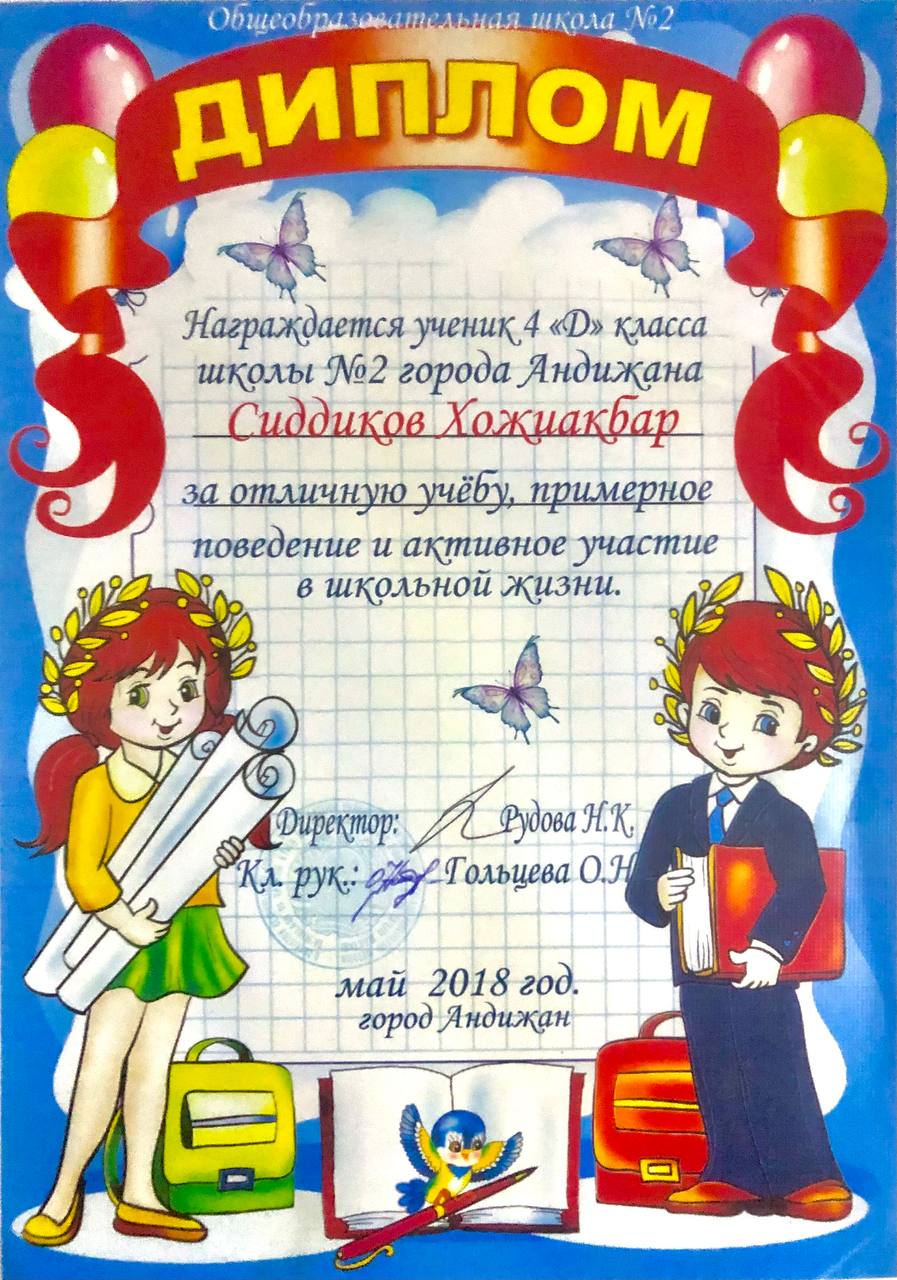 Общеобразовательная школа №2
ДИПЛОМ
Награждается ученик 4 «D» класса
школы №2 города Андижана
Сиддиков Хожиакбар
за отличную учёбу, примерное
поведение и активное участие
в школьной жизни.
Директор: Рудова Н.К.
Кл. рук.: Гольцева О.Н
май 2018 год.
город Андижан